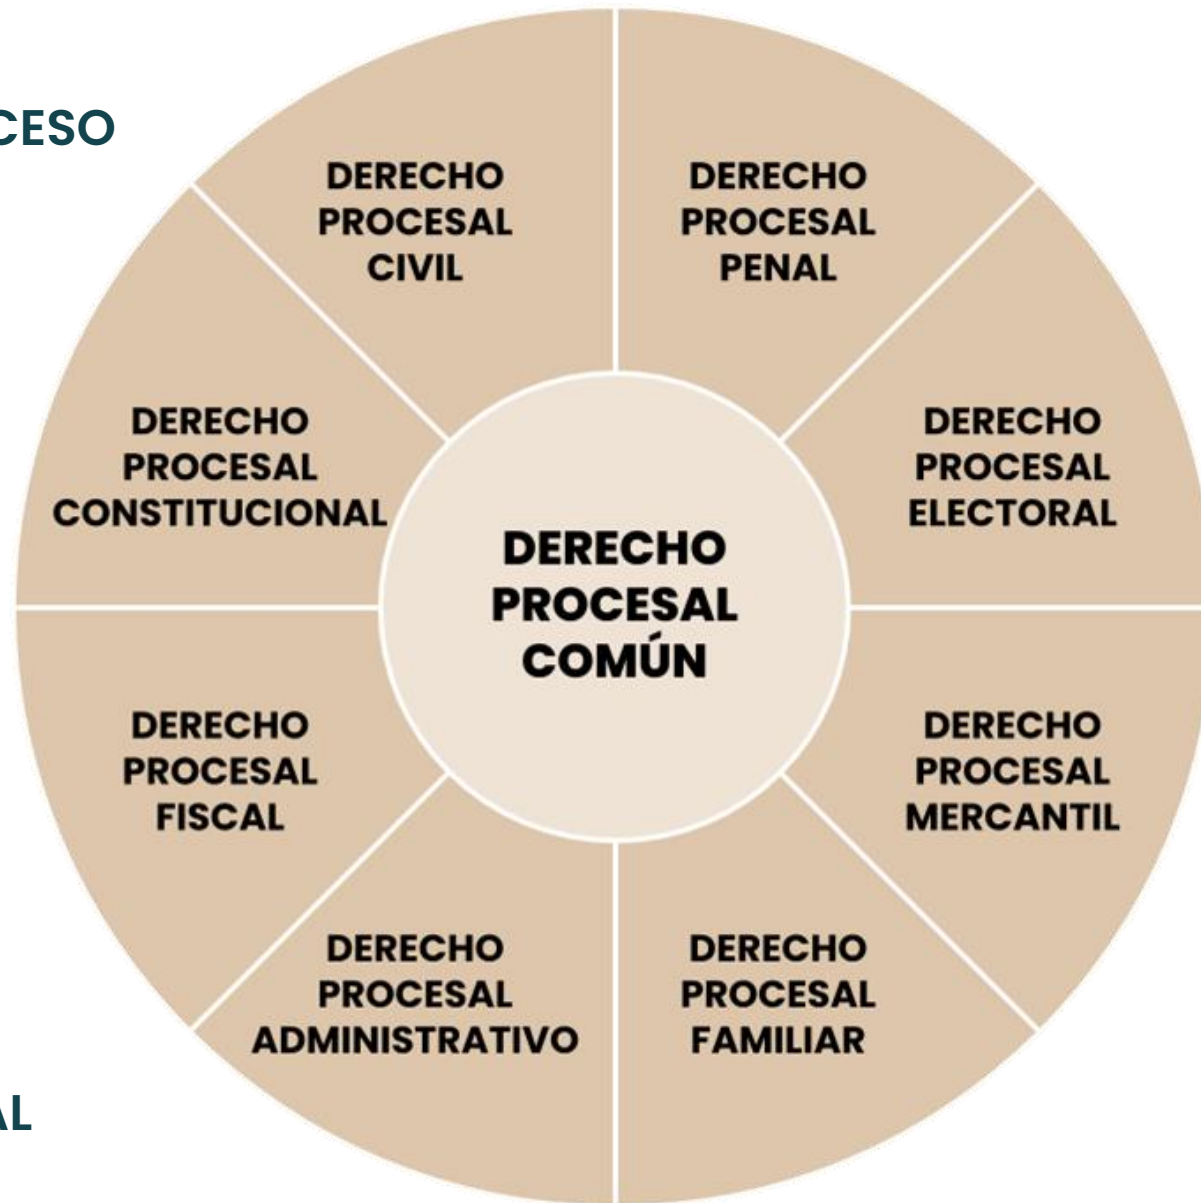 CESO
DERECHO
PROCESAL
CIVIL
DERECHO
PROCESAL
PENAL
DERECHO
PROCESAL
CONSTITUCIONAL
DERECHO
PROCESAL
ELECTORAL
DERECHO
PROCESAL
COMÚN
DERECHO
PROCESAL
FISCAL
DERECHO
PROCESAL
MERCANTIL
DERECHO
PROCESAL
ADMINISTRATIVO
DERECHO
PROCESAL
FAMILIAR
AL